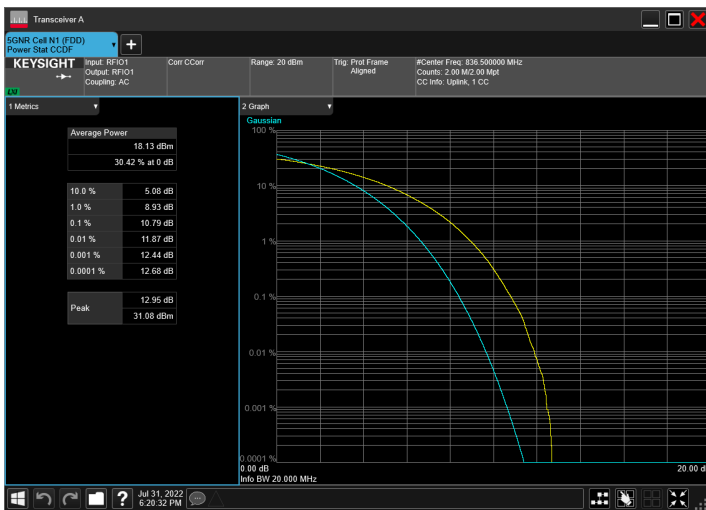 Transceiver A
5GNR Cell N1 (FDD)
Power Stat CCDF
KEYSIGHT
Input: RFIO1
Output: RFIO1
Coupling: AC
Corr CCorr
Range: 20 dBm
Trig: Prot Frame
Aligned
#Center Freq: 836.500000 MHz
Counts: 2.00 M/2.00 Mpt
CC Info: Uplink, 1 CC
LXI
1 Metrics
Average Power
18.13 dBm
30.42 % at 0 dB
10.0 % 5.08 dB
1.0 % 8.93 dB
0.1 % 10.79 dB
0.01 % 11.87 dB
0.001 % 12.44 dB
0.0001 % 12.68 dB
Peak
12.95 dB
31.08 dBm
2 Graph
Gaussian
100 %
10 %
1 %
0.1 %
0.01 %
0.001 %
0.0001 %
0.00 dB
20.00 d
Info BW 20.000 MHz
Jul 31, 2022
6:20:32 PM